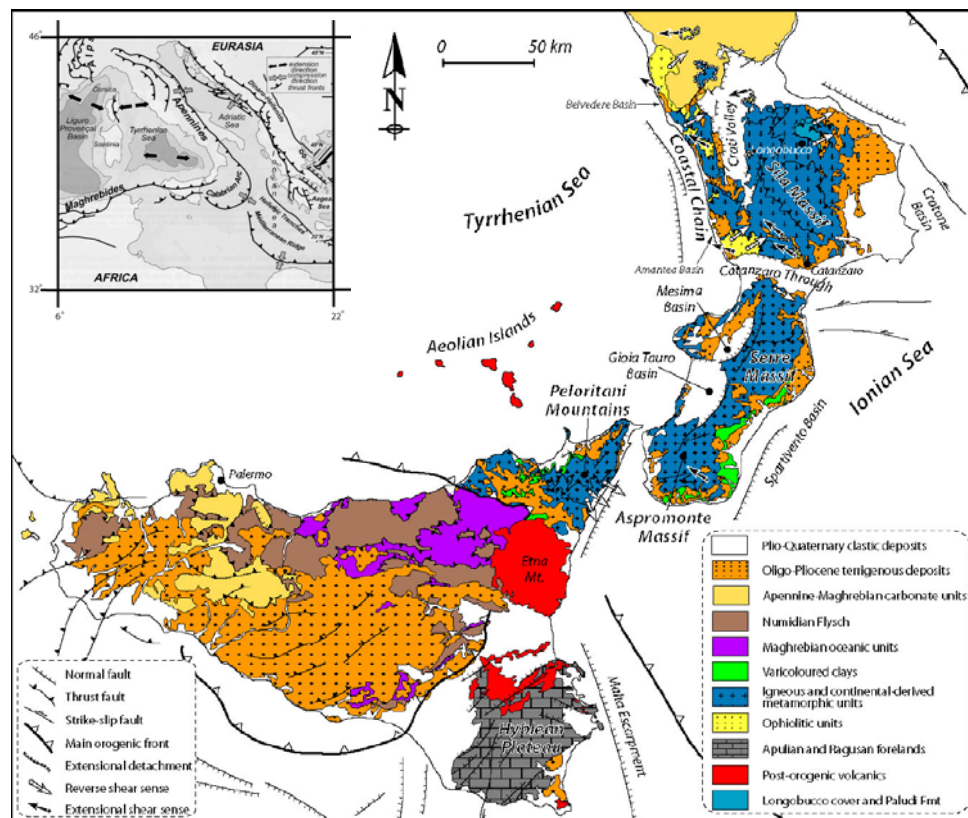 46
EURASIA
extension
direction
compression
direction
thrust fronts
Alps
Corsica
Apennines
Dinarides
Adriatic
Sea
Liguro
Provençal
Basin
Tyrrhenian
Sea
Sardinia
Maghrebides
Calabrian Arc
Hellenic Trench
Mediterranean Ridge
Aegean
Sea
AFRICA
32
6
22
0
50 km
N
Belvedere Basin
Crati Valley
Longobucco
Coastal Chain
Sila Massif
Crotone
Basin
Tyrrhenian Sea
Amantea Basin
Catanzaro Through
Catanzaro
Mesima
Basin
Aeolian Islands
Gioia Tauro
Basin
Serre
Massif
Ionian Sea
Peloritani
Mountains
Spartivento Basin
Palermo
Aspromonte
Massif
Etna
Mt.
Malta Escarpment
Hyblean
Plateau
Normal fault
Thrust fault
Strike-slip fault
Main orogenic front
Extensional detachment
Reverse shear sense
Extensional shear sense
Plio-Quaternary clastic deposits
Oligo-Pliocene terrigenous deposits
Apennine-Maghrebian carbonate units
Numidian Flysch
Maghrebian oceanic units
Varicoloured clays
Igneous and continental-derived
metamorphic units
Ophiolitic units
Apulian and Ragusan forelands
Post-orogenic volcanics
Longobucco cover and Paludi Fmt